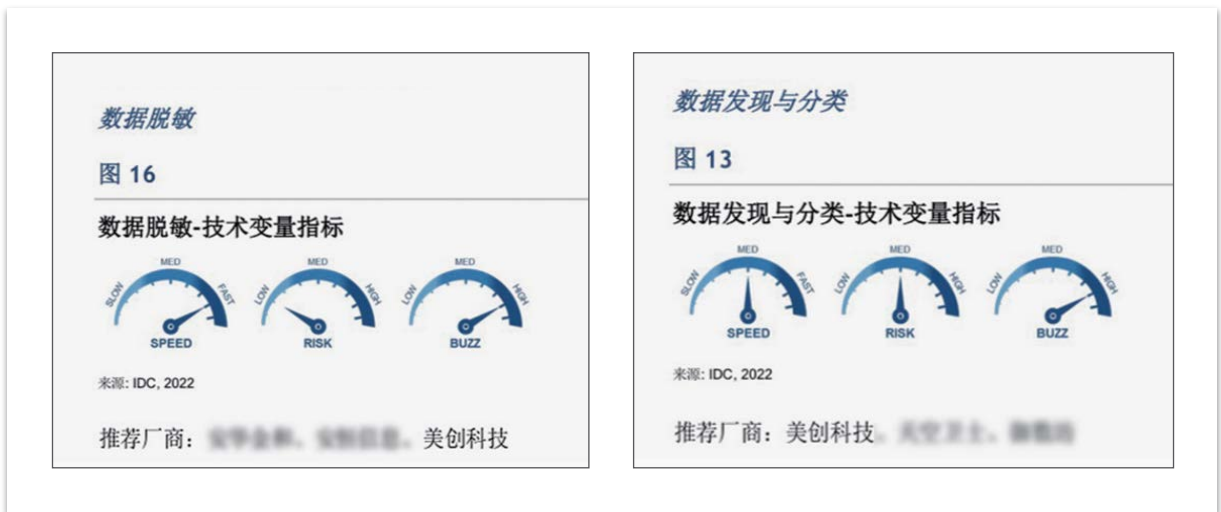 数据脱敏
图 16
数据脱敏-技术变量指标
SLOW MED FAST
SPEED
LOW MED HIGH
RISK
LOW MED HIGH
BUZZ
来源: IDC, 2022
推荐厂商: 美创科技
数据发现与分类
图 13
数据发现与分类-技术变量指标
SLOW MED FAST
SPEED
LOW MED HIGH
RISK
LOW MED HIGH
BUZZ
来源: IDC, 2022
推荐厂商: 美创科技